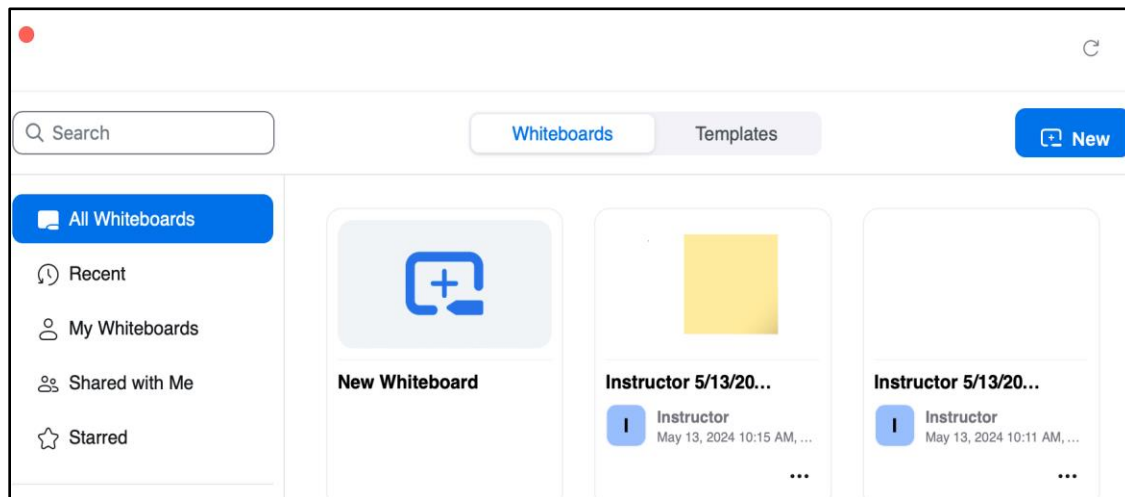 Search
Whiteboards
Templates
New
All Whiteboards
Recent
My Whiteboards
Shared with Me
Starred
New Whiteboard
Instructor 5/13/20...
I
Instructor
May 13, 2024 10:15 AM, ...
Instructor 5/13/20...
I
Instructor
May 13, 2024 10:11 AM, ...